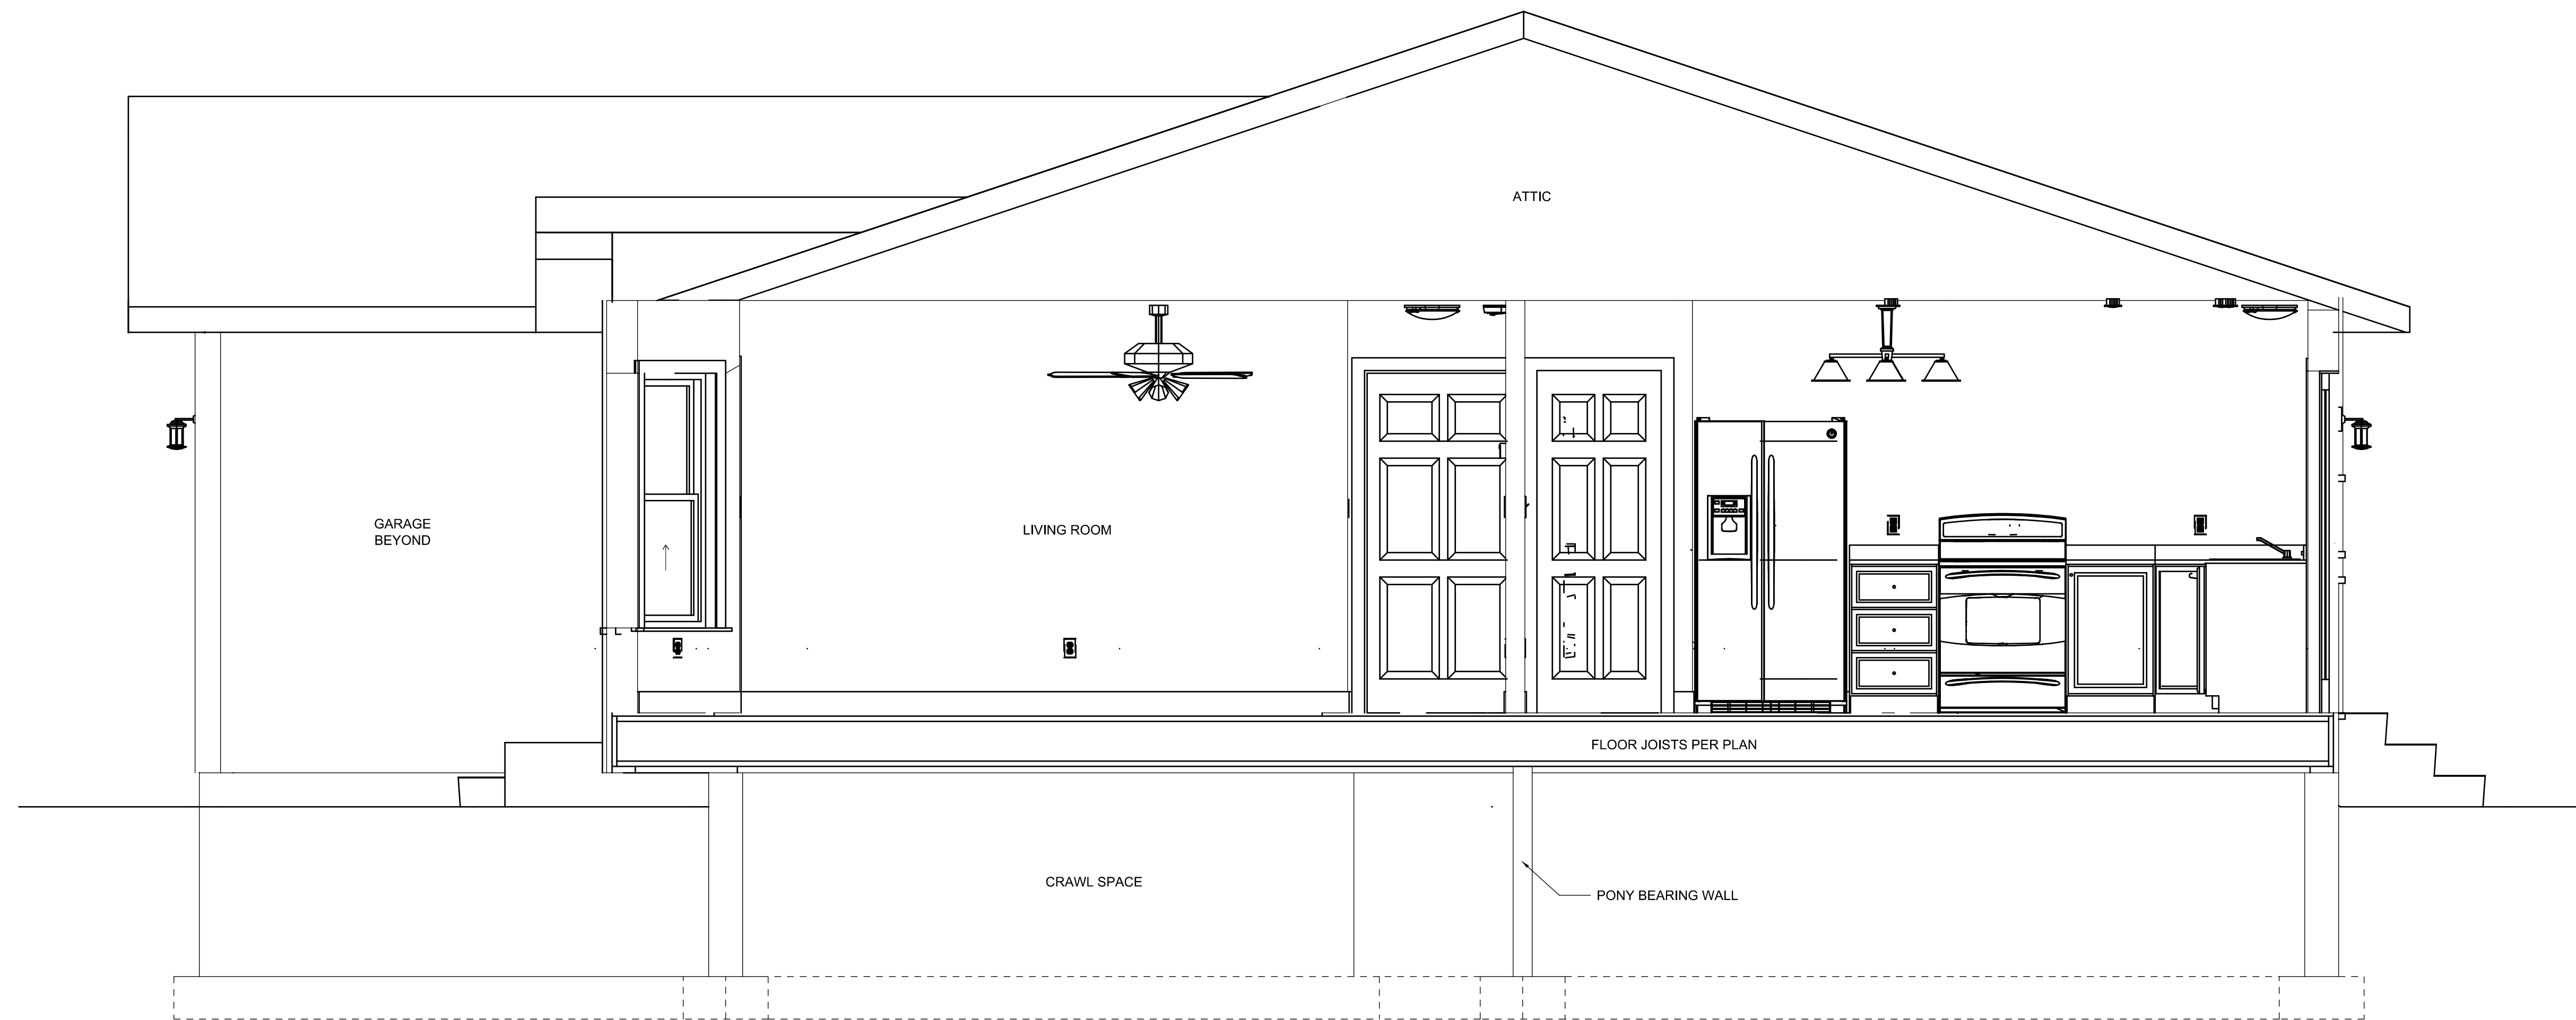 ATTIC
GARAGE
BEYOND
LIVING ROOM
FLOOR JOISTS PER PLAN
CRAWL SPACE
PONY BEARING WALL